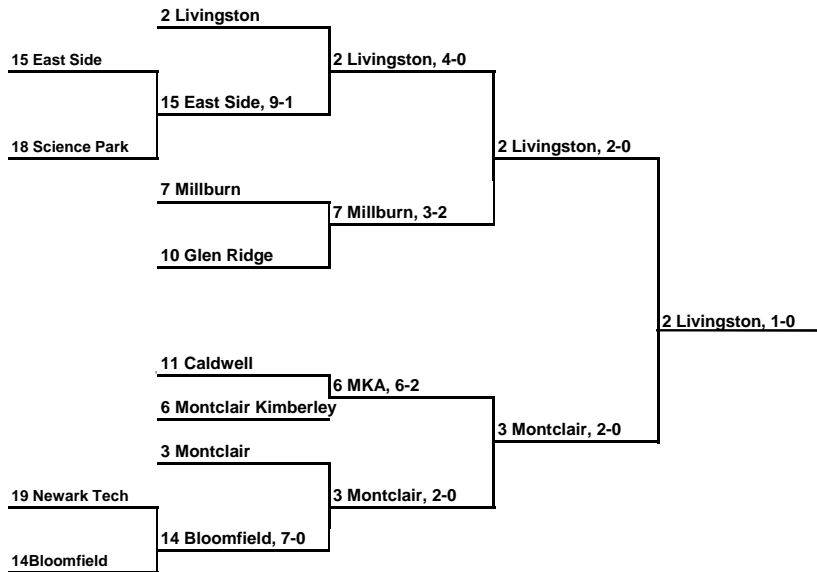 2 Livingston
15 East Side
2 Livingston, 4-0
15 East Side, 9-1
18 Science Park
2 Livingston, 2-0
7 Millburn
7 Millburn, 3-2
10 Glen Ridge
2 Livingston, 1-0
11 Caldwell
6 MKA, 6-2
6 Montclair Kimberley
3 Montclair, 2-0
3 Montclair
19 Newark Tech
3 Montclair, 2-0
14 Bloomfield, 7-0
14Bloomfield